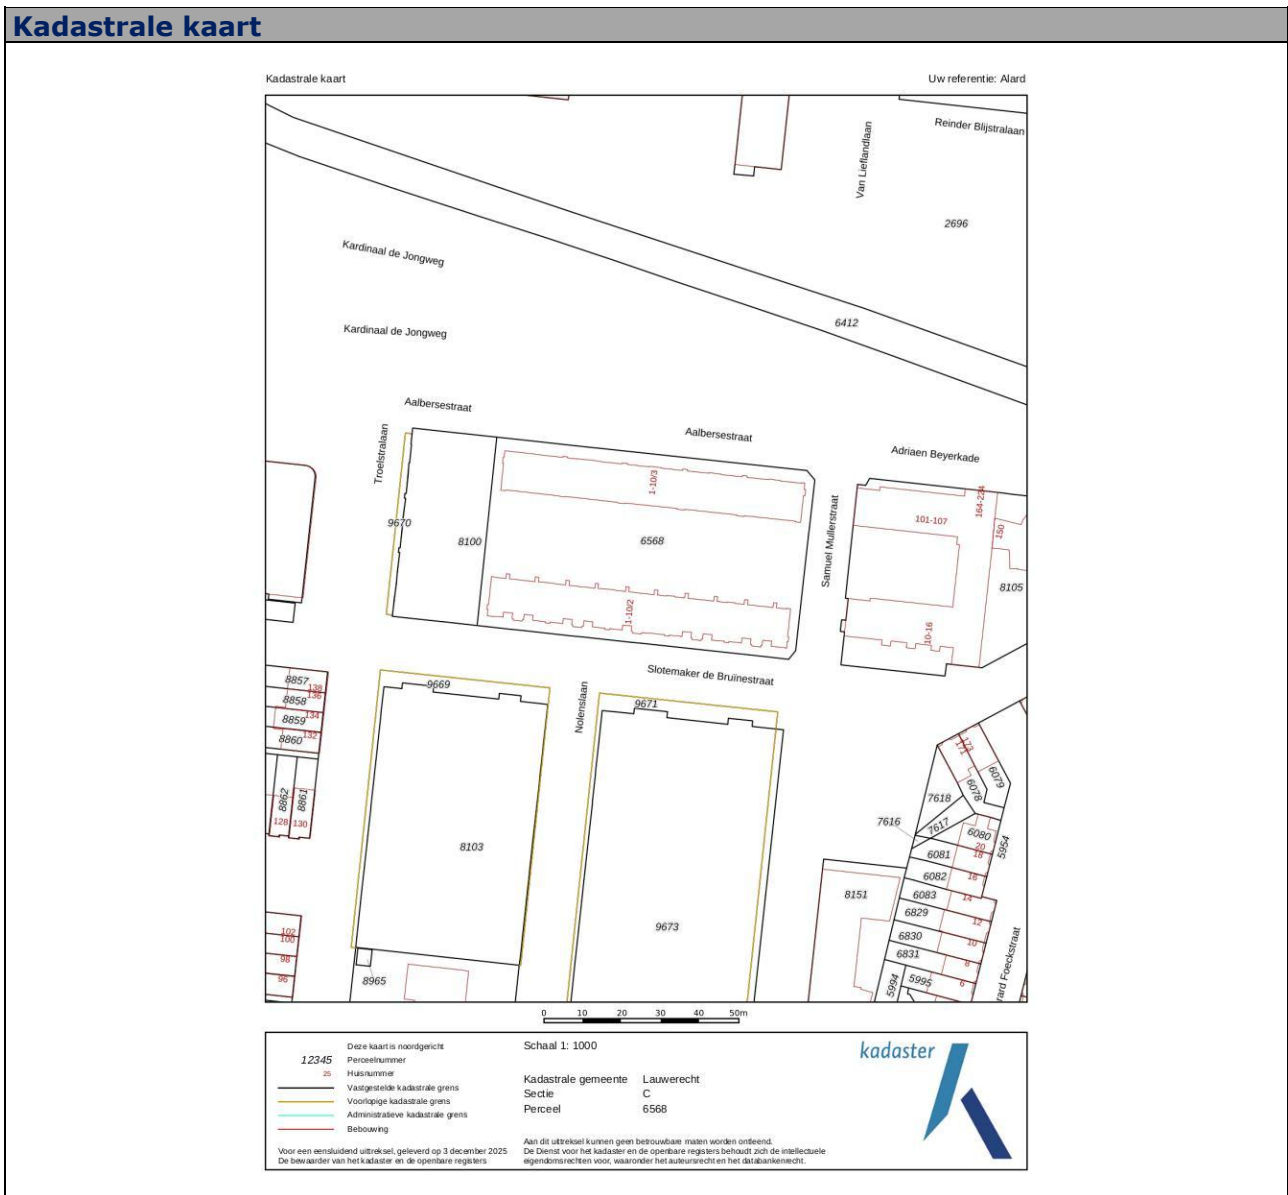 Kadastrale kaart
Kadastrale kaart
Uw referentie: Alard
Reinder Blijstralaan
Van Lieflandlaan
2696
Kardinaal de Jongweg
6412
Kardinaal de Jongweg
Aalbersestraat
Aalbersestraat
Adriaen Beyerkade
Troelstralaan
1-10/3
Samuel Mullerstraat
164-224
101-107
150
9670
8100
6568
8105
1-10/2
10-16
Slotemaker de Bruïnestraat
8857
138
136
8858
134
8859
132
8860
9669
Nolenslaan
9671
8862
8861
128
130
173
171
6079
6078
7618
7616
7617
6080
5954
20
18
6081
8103
6082
16
8151
6083
14
6829
12
9673
102
100
6830
10
6831
8
98
96
8965
5994
5995
6
rard Foeckstraat
0 10 20 30 40 50m
Deze kaart is noordgericht
12345 Perceelnummer
25 Huisnummer
Vastgestelde kadastrale grens
Voorlopige kadastrale grens
Administratieve kadastrale grens
Bebouwing
Voor een eensluidend uittreksel, geleverd op 3 december 2025
De bewaarder van het kadaster en de openbare registers
Schaal 1: 1000
Kadastrale gemeente Lauwerecht
Sectie C
Perceel 6568
Aan dit uittreksel kunnen geen betrouwbare maten worden ontleend.
De Dienst voor het kadaster en de openbare registers behoudt zich de intellectuele
eigendomsrechten voor, waaronder het auteursrecht en het databankenrecht.
kadaster